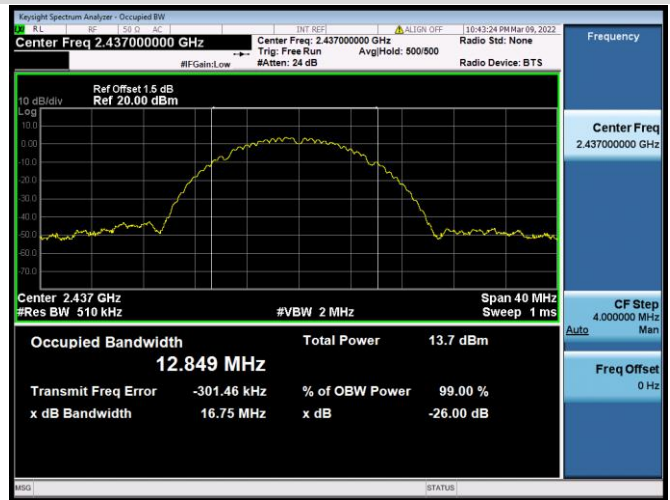 Keysight Spectrum Analyzer - Occupied BW
LXI RL RF 50 Ω AC INT REF ALIGN OFF 10:43:24 PM Mar 09, 2022
Center Freq 2.437000000 GHz Center Freq: 2.437000000 GHz Radio Std: None Frequency
Trig: Free Run Avg|Hold: 500/500
#IFGain:Low #Atten: 24 dB Radio Device: BTS
Ref Offset 1.5 dB
10 dB/div Ref 20.00 dBm
Log
10.0
0.00
-10.0
-20.0
-30.0
-40.0
-50.0
-60.0
-70.0
Center Freq
2.437000000 GHz
Center 2.437 GHz Span 40 MHz
#Res BW 510 kHz #VBW 2 MHz Sweep 1 ms
CF Step
4.000000 MHz
Auto Man
Occupied Bandwidth Total Power 13.7 dBm
12.849 MHz
Freq Offset
0 Hz
Transmit Freq Error -301.46 kHz % of OBW Power 99.00 %
x dB Bandwidth 16.75 MHz x dB -26.00 dB
MSG STATUS